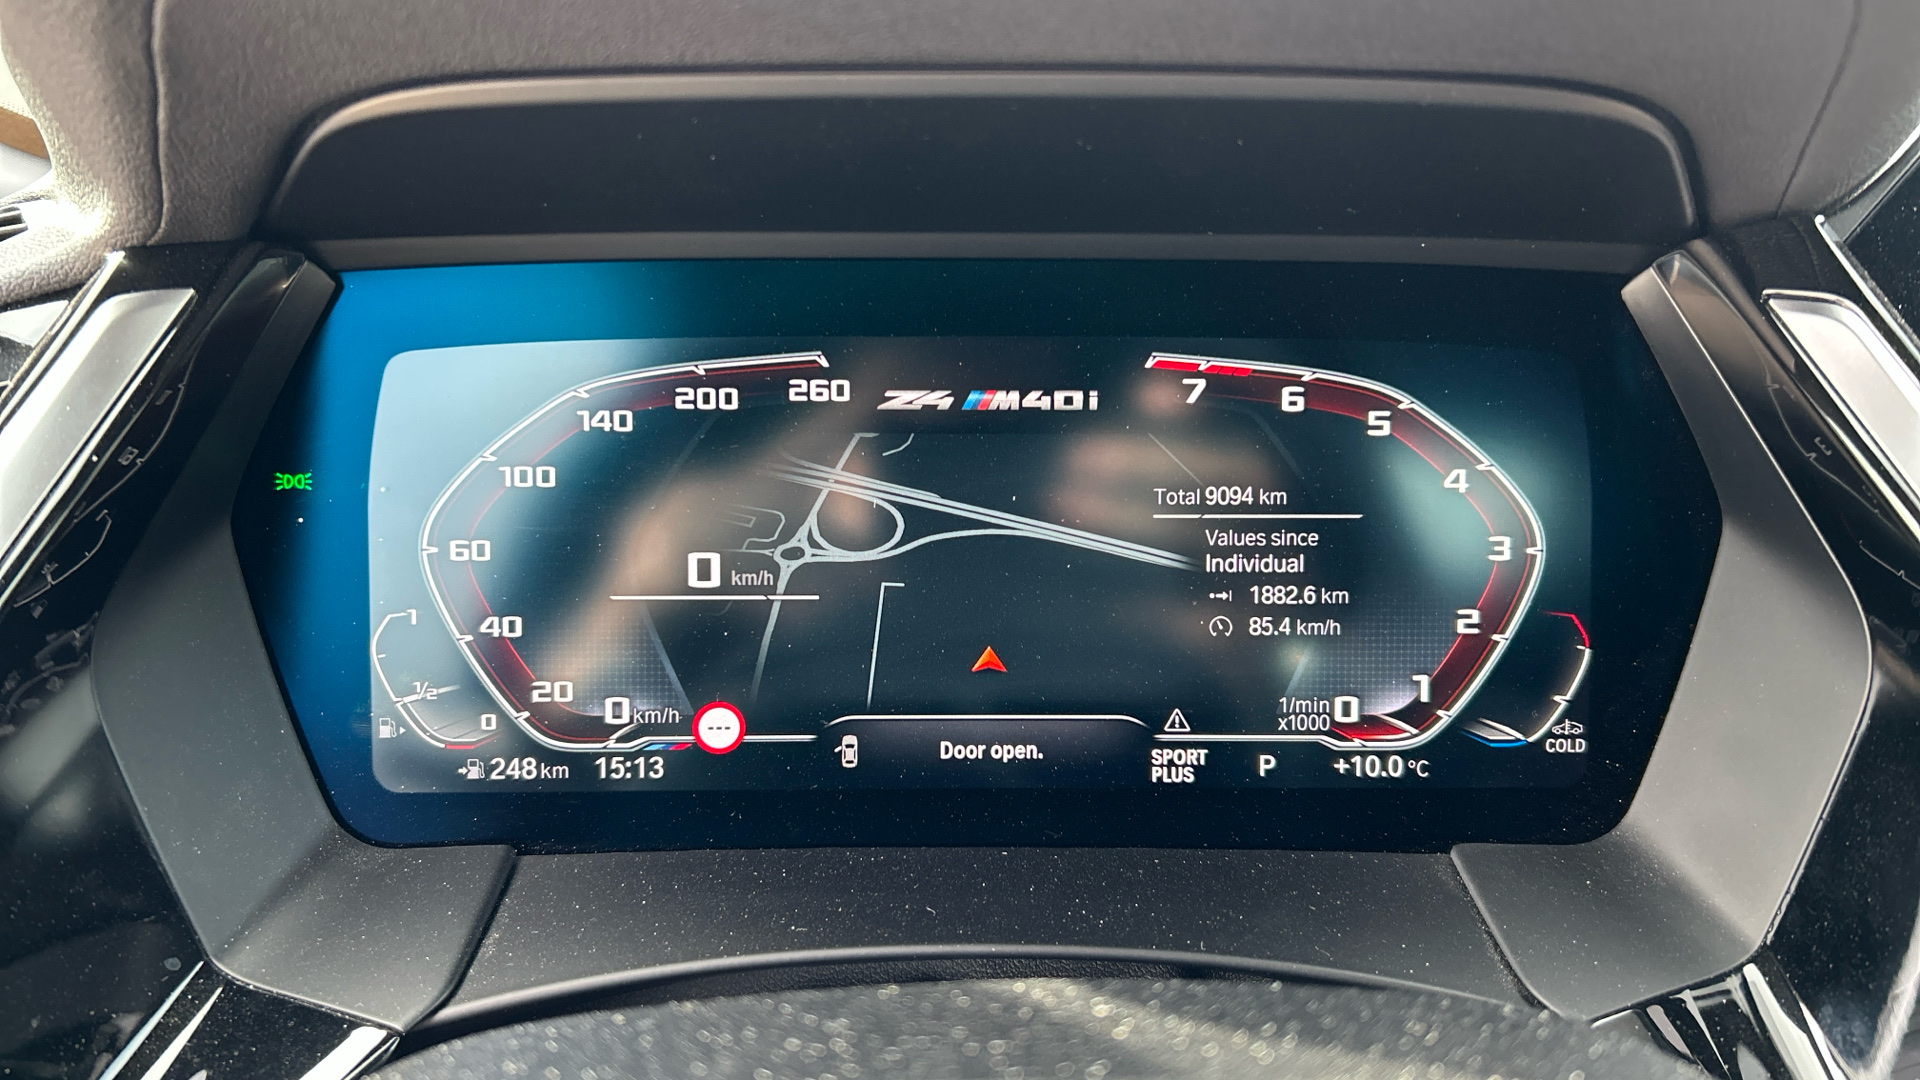 Z4 M40i
260
200
140
100
60
40
20
0 km/h
7
6
5
4
3
2
1
0
1/min
x1000
0 km/h
Total 9094 km
Values since
Individual
1882.6 km
85.4 km/h
1
1/2
0
248 km
15:13
---
Door open.
SPORT
PLUS
P
+10.0 °C
COLD